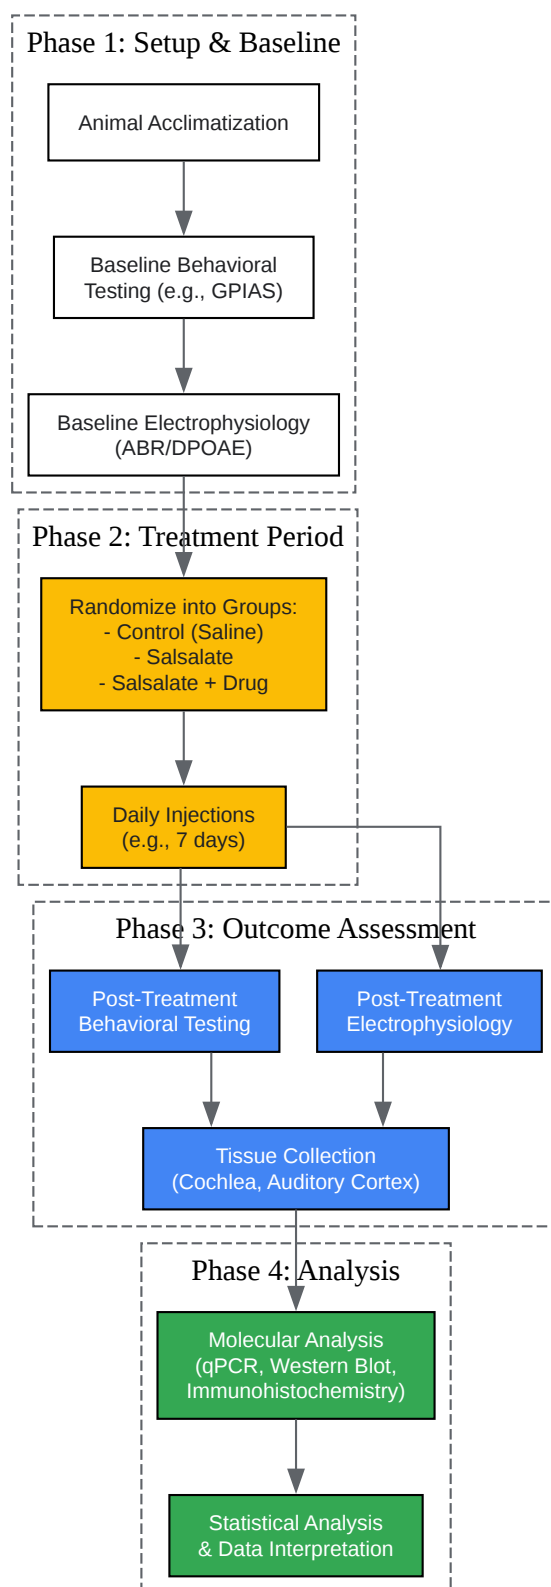 Phase 1: Setup & Baseline
Animal Acclimatization
Baseline Behavioral
Testing (e.g., GPIAS)
Baseline Electrophysiology
(ABR/DPOAE)
Phase 2: Treatment Period
Randomize into Groups:
- Control (Saline)
- Salsalate
- Salsalate + Drug
Daily Injections
(e.g., 7 days)
Phase 3: Outcome Assessment
Post-Treatment
Behavioral Testing
Post-Treatment
Electrophysiology
Tissue Collection
(Cochlea, Auditory Cortex)
Phase 4: Analysis
Molecular Analysis
(qPCR, Western Blot,
Immunohistochemistry)
Statistical Analysis
& Data Interpretation